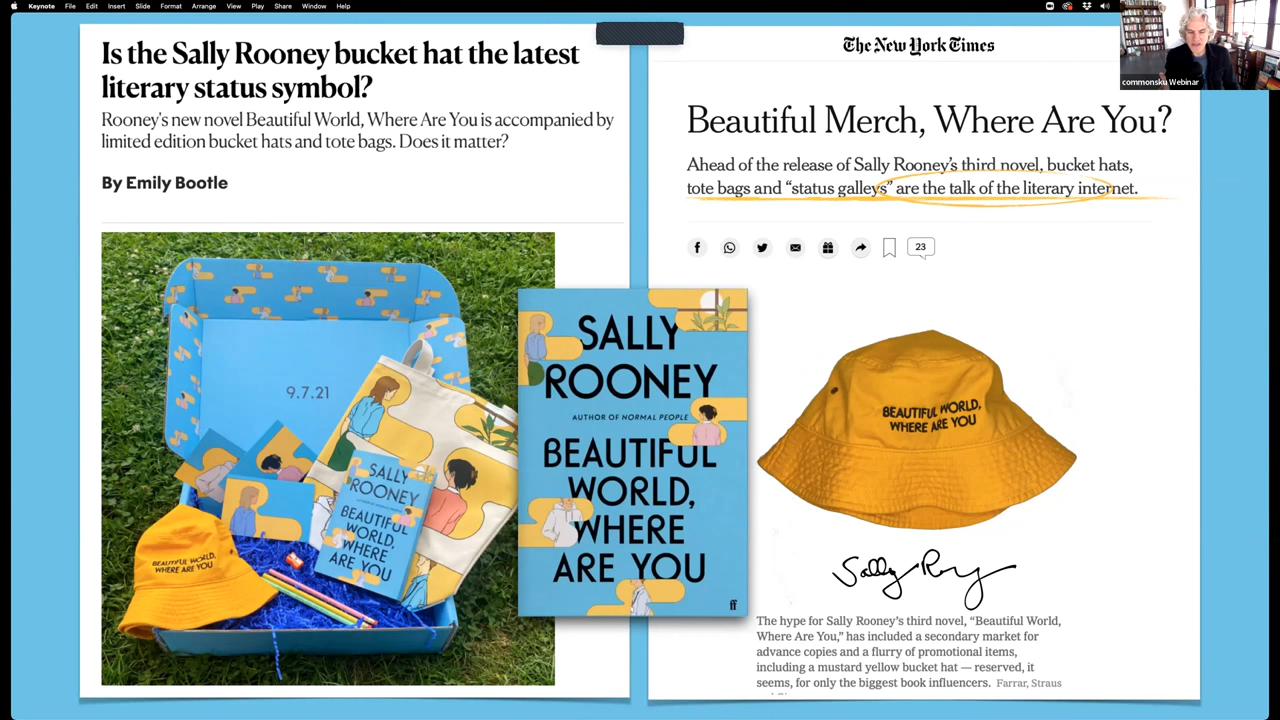 Keynote File Edit Insert Slide Format Arrange View Play Share Window Help
commonsku Webinar
Is the Sally Rooney bucket hat the latest
literary status symbol?
Rooney's new novel Beautiful World, Where Are You is accompanied by
limited edition bucket hats and tote bags. Does it matter?
By Emily Bootle
9.7.21
SALLY
ROONEY
BEAUTIFUL
WORLD,
WHERE
ARE YOU
BEAUTIFUL WORLD,
WHERE ARE YOU
SALLY
ROONEY
AUTHOR OF NORMAL PEOPLE
BEAUTIFUL
WORLD,
WHERE
ARE YOU
ff
The New York Times
Beautiful Merch, Where Are You?
Ahead of the release of Sally Rooney's third novel, bucket hats,
tote bags and “status galleys” are the talk of the literary internet.
23
BEAUTIFUL WORLD,
WHERE ARE YOU
Sally Rooney
The hype for Sally Rooney's third novel, “Beautiful World,
Where Are You,” has included a secondary market for
advance copies and a flurry of promotional items,
including a mustard yellow bucket hat — reserved, it
seems, for only the biggest book influencers. Farrar, Straus